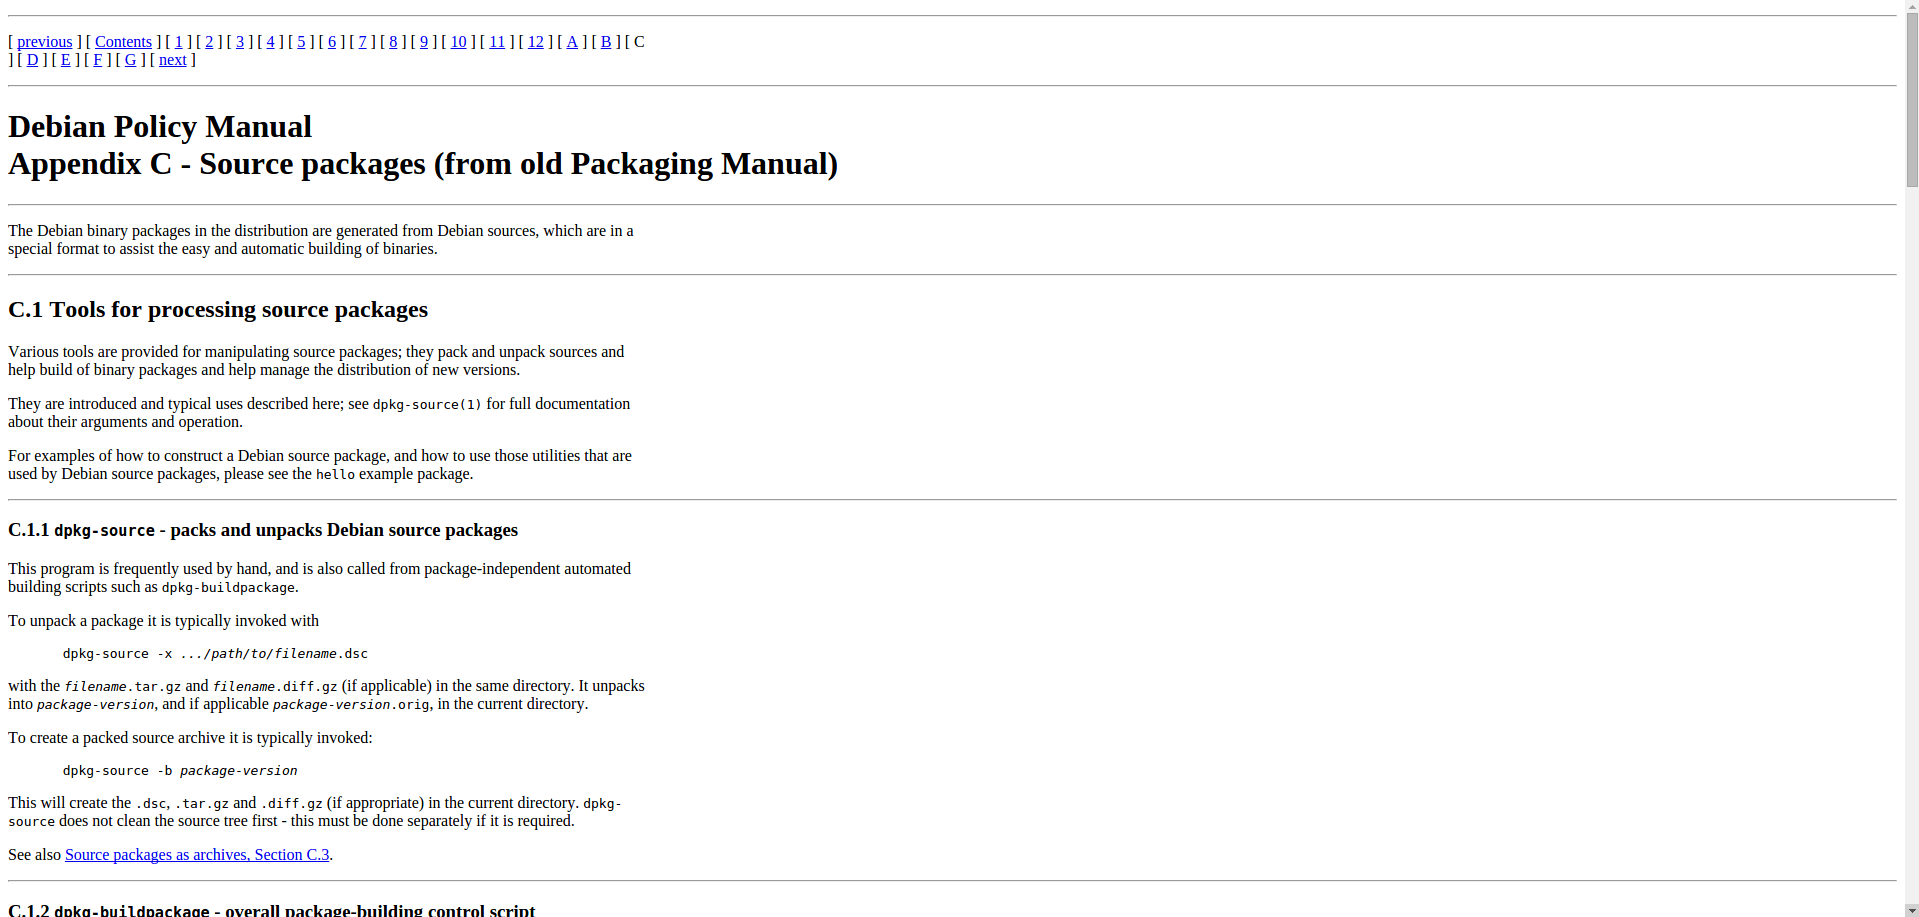 [ previous ] [ Contents ] [ 1 ] [ 2 ] [ 3 ] [ 4 ] [ 5 ] [ 6 ] [ 7 ] [ 8 ] [ 9 ] [ 10 ] [ 11 ] [ 12 ] [ A ] [ B ] [ C
] [ D ] [ E ] [ F ] [ G ] [ next ]
Debian Policy Manual
Appendix C - Source packages (from old Packaging Manual)
The Debian binary packages in the distribution are generated from Debian sources, which are in a
special format to assist the easy and automatic building of binaries.
C.1 Tools for processing source packages
Various tools are provided for manipulating source packages; they pack and unpack sources and
help build of binary packages and help manage the distribution of new versions.
They are introduced and typical uses described here; see dpkg-source(1) for full documentation
about their arguments and operation.
For examples of how to construct a Debian source package, and how to use those utilities that are
used by Debian source packages, please see the hello example package.
C.1.1 dpkg-source - packs and unpacks Debian source packages
This program is frequently used by hand, and is also called from package-independent automated
building scripts such as dpkg-buildpackage.
To unpack a package it is typically invoked with
dpkg-source -x .../path/to/filename.dsc
with the filename.tar.gz and filename.diff.gz (if applicable) in the same directory. It unpacks
into package-version, and if applicable package-version.orig, in the current directory.
To create a packed source archive it is typically invoked:
dpkg-source -b package-version
This will create the .dsc, .tar.gz and .diff.gz (if appropriate) in the current directory. dpkg-
source does not clean the source tree first - this must be done separately if it is required.
See also Source packages as archives, Section C.3.
C.1.2 dpkg-buildpackage - overall package-building control script